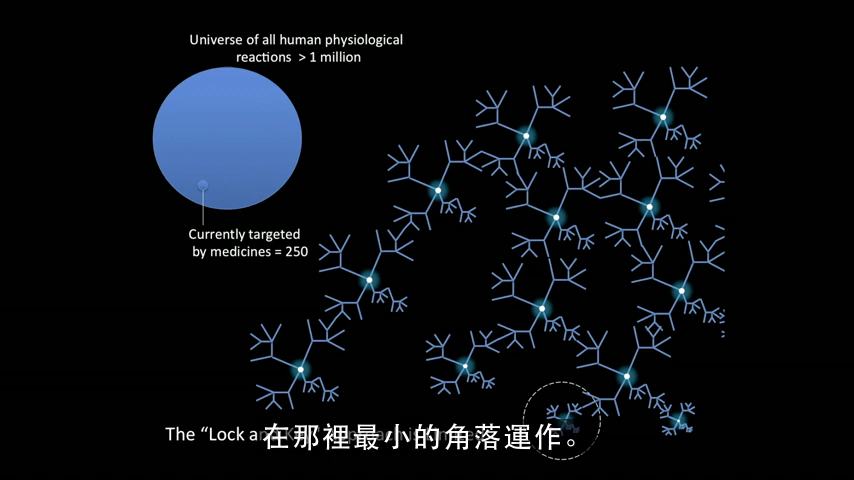 Universe of all human physiological
reactions > 1 million
Currently targeted
by medicines = 250
The “Lock a
在那裡最小的角落運作。